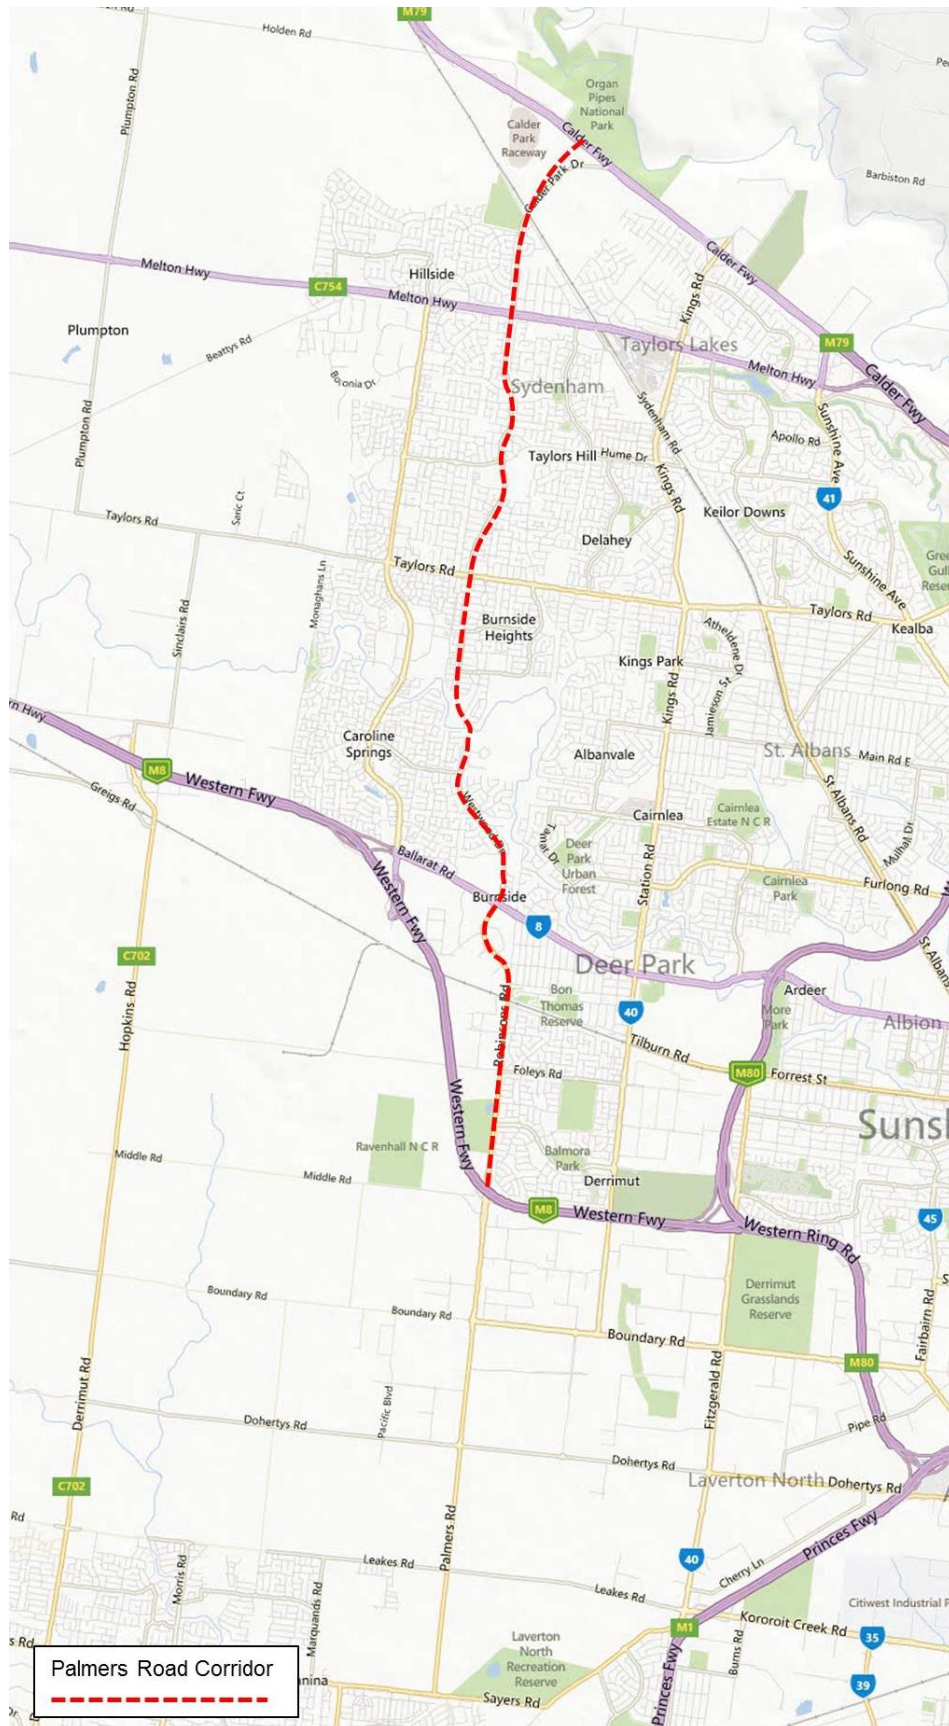 M79
Holden Rd
Plumpton Rd
Organ
Pipes
National
Park
Calder
Park
Raceway
Calder Fwy
Calder Park Dr
Barbiston Rd
Melton Hwy
C754
Hillside
Melton Hwy
Calder Fwy
Kings Rd
Plumpton
Beattys Rd
Taylors Lakes
M79
Melton Hwy
Calder Fwy
Sydenham
Plumpton Rd
Sydenham Rd
Sunshine Ave
Apollo Rd
Taylors Hill
Hume Dr
Kings Rd
41
Saric Ct
Keilor Downs
Taylors Rd
Delahey
Sunshine Ave
Taylors Rd
Monaghans Ln
Sinclairs Rd
Burnside
Heights
Taylors Rd
Kealba
Atheldene Dr
Kings Park
Kings Rd
Jamieson St
Caroline
Springs
Albanvale
St. Albans
Main Rd E
M8
Western Fwy
Greigs Rd
Westwood Dr
Cairnlea
Cairnlea
Estate N C R
St Albans Rd
Mulhal Dr
Tamar Dr
Deer
Park
Urban
Forest
Station Rd
Ballarat Rd
Western Fwy
Cairnlea
Park
Furlong Rd
Burnside
8
St Albans
C702
Deer Park
Hopkins Rd
Robinsons Rd
Bon
Thomas
Reserve
40
Ardeer
More
Park
Albion
Tilburn Rd
M80
Forrest St
Foleys Rd
Western Fwy
Ravenhall N C R
Middle Rd
Middle Rd
Balmora
Park
Derrimut
M8
Western Fwy
Western Ring Rd
45
Derrimut
Grasslands
Reserve
Boundary Rd
Boundary Rd
Boundary Rd
Fairbairn Rd
M80
Derrimut Rd
Pacific Blvd
Fitzgerald Rd
Dohertys Rd
Pipe Rd
Dohertys Rd
Laverton North
Dohertys Rd
C702
Palmers Rd
Princes Fwy
Leakes Rd
40
Cherry Ln
Morris Rd
Marquands Rd
Leakes Rd
M1
Kororoit Creek Rd
35
Burns Rd
Laverton
North
Recreation
Reserve
39
Sayers Rd
Princes Fwy
Palmers Road Corridor